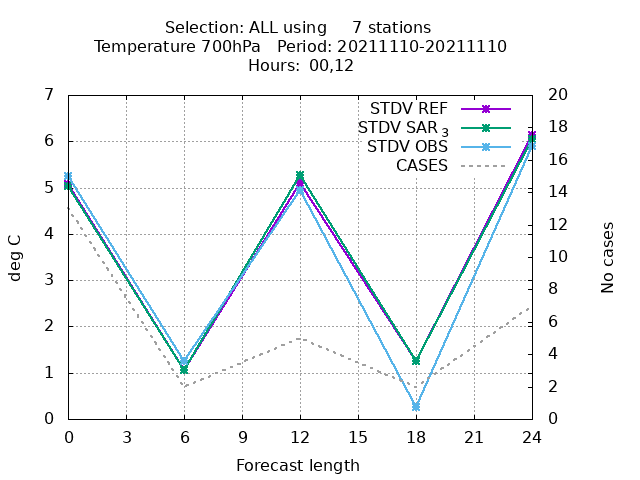 Selection: ALL using 7 stations
Temperature 700hPa Period: 20211110-20211110
Hours: 00,12
STDV REF
STDV SAR 3
STDV OBS
CASES
7
6
5
4
3
2
1
0
20
18
16
14
12
10
8
6
4
2
0
deg C
No cases
0 3 6 9 12 15 18 21 24
Forecast length